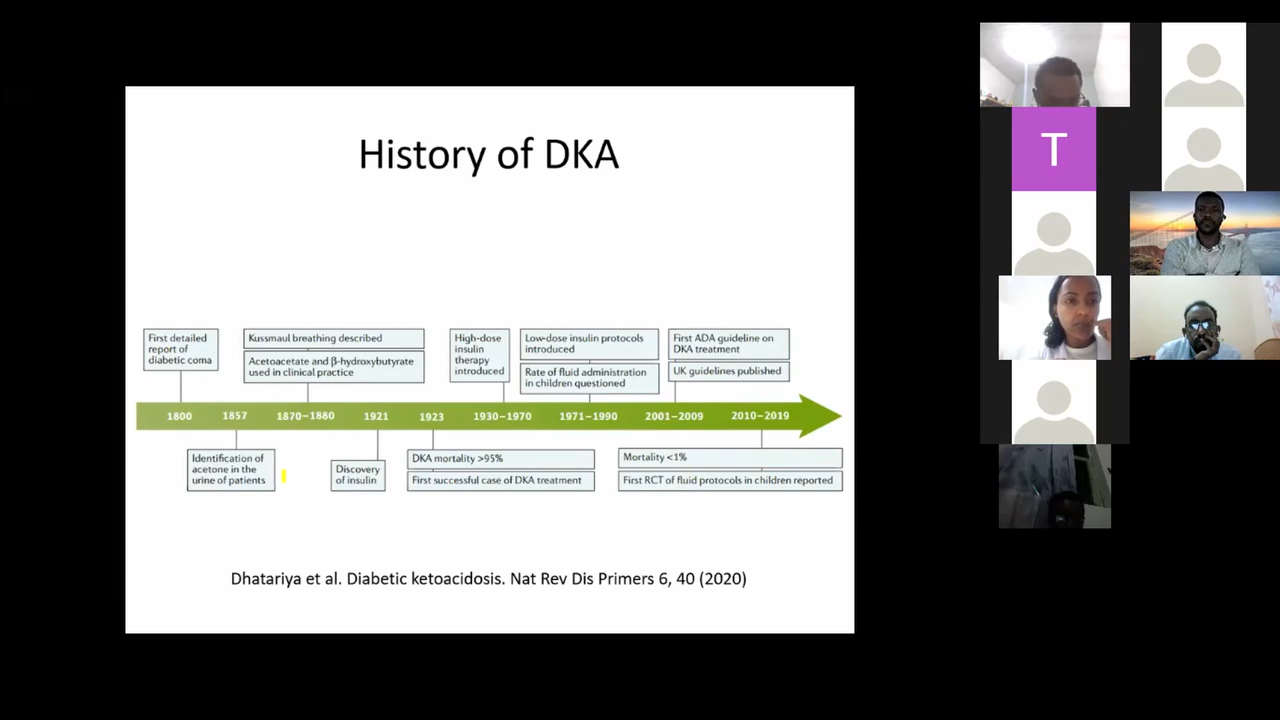 History of DKA
First detailed
report of
diabetic coma
Kussmaul breathing described
Acetoacetate and β-hydroxybutyrate
used in clinical practice
High-dose
insulin
therapy
introduced
Low-dose insulin protocols
introduced
Rate of fluid administration
in children questioned
First ADA guideline on
DKA treatment
UK guidelines published
1800 1857 1870–1880 1921 1923 1930–1970 1971–1990 2001–2009 2010–2019
Identification of
acetone in the
urine of patients
Discovery
of insulin
DKA mortality >95%
First successful case of DKA treatment
Mortality <1%
First RCT of fluid protocols in children reported
Dhatariya et al. Diabetic ketoacidosis. Nat Rev Dis Primers 6, 40 (2020)
T